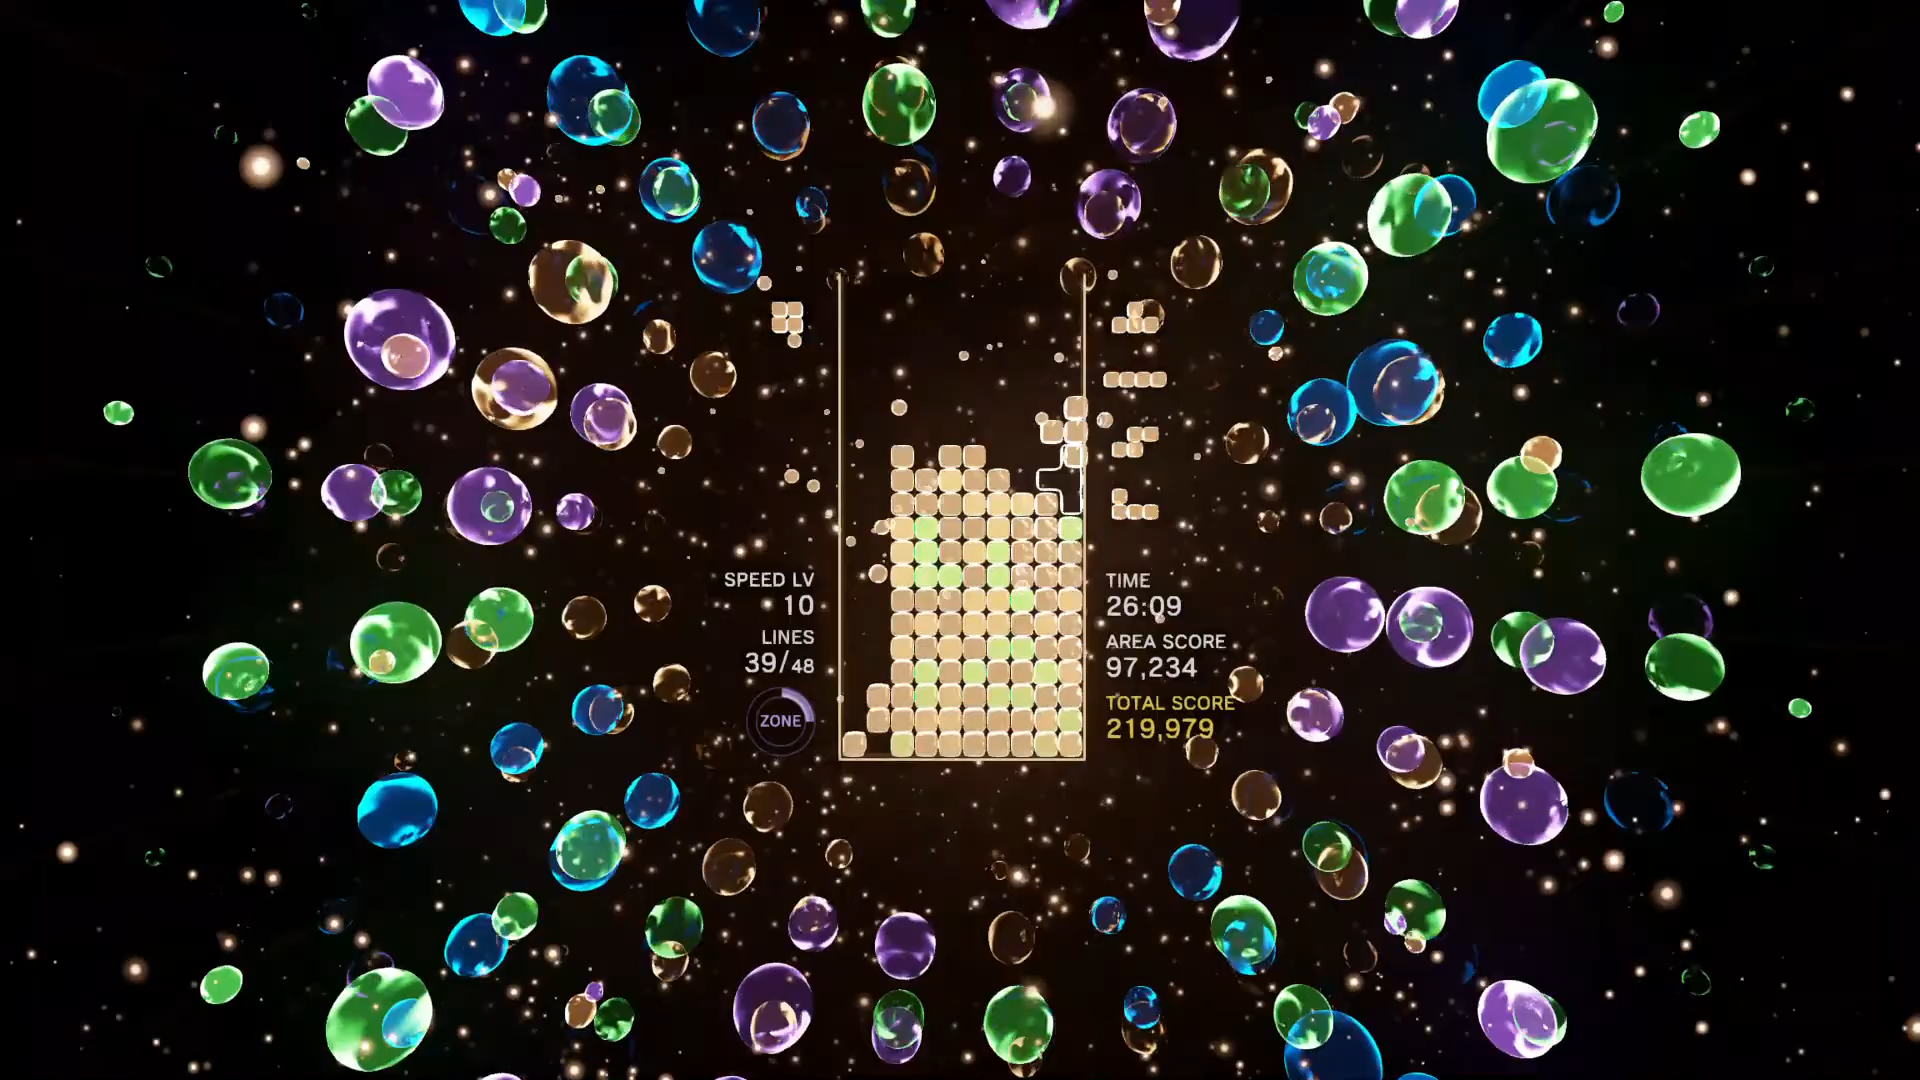 SPEED LV
10
LINES
39/48
ZONE
TIME
26:09
AREA SCORE
97,234
TOTAL SCORE
219,979